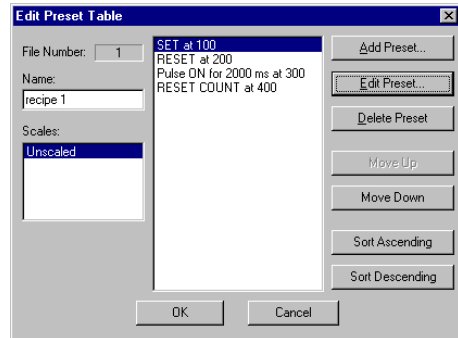 Edit Preset Table
File Number: 1
Name:
recipe 1
Scales:
Unscaled
SET at 100
RESET at 200
Pulse ON for 2000 ms at 300
RESET COUNT at 400
Add Preset...
Edit Preset...
Delete Preset
Move Up
Move Down
Sort Ascending
Sort Descending
OK
Cancel